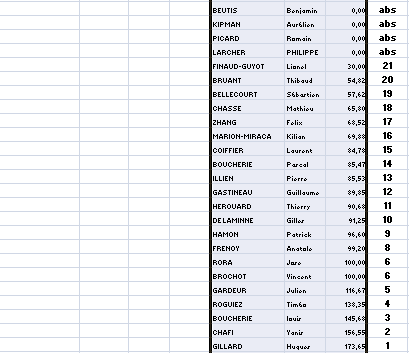 BEUTIS Benjamin 0,00 abs
KIPMAN Aurélien 0,00 abs
PICARD Romain 0,00 abs
LARCHER PHILIPPE 0,00 abs
FINAUD-GUYOT Lionel 30,00 21
BRUANT Thibaud 54,82 20
BELLECOURT Sébastien 57,62 19
CHASSE Mathieu 65,80 18
ZHANG Felix 68,52 17
MARION-MIRACA Kilian 69,88 16
COIFFIER Laurent 84,78 15
BOUCHERIE Pascal 85,47 14
ILLIEN Pierre 85,53 13
GASTINEAU Guillaume 89,85 12
HEROUARD Thierry 90,68 11
DELAMINNE Gilles 91,25 10
HAMON Patrick 96,60 9
FRENOY Anatole 99,20 8
RORA Jose 100,00 6
BROCHOT Vincent 100,00 6
GARDEUR Julien 116,67 5
ROGUIEZ Timéo 138,35 4
BOUCHERIE louis 145,68 3
CHAFI Yanis 156,55 2
GILLARD Hugues 173,65 1